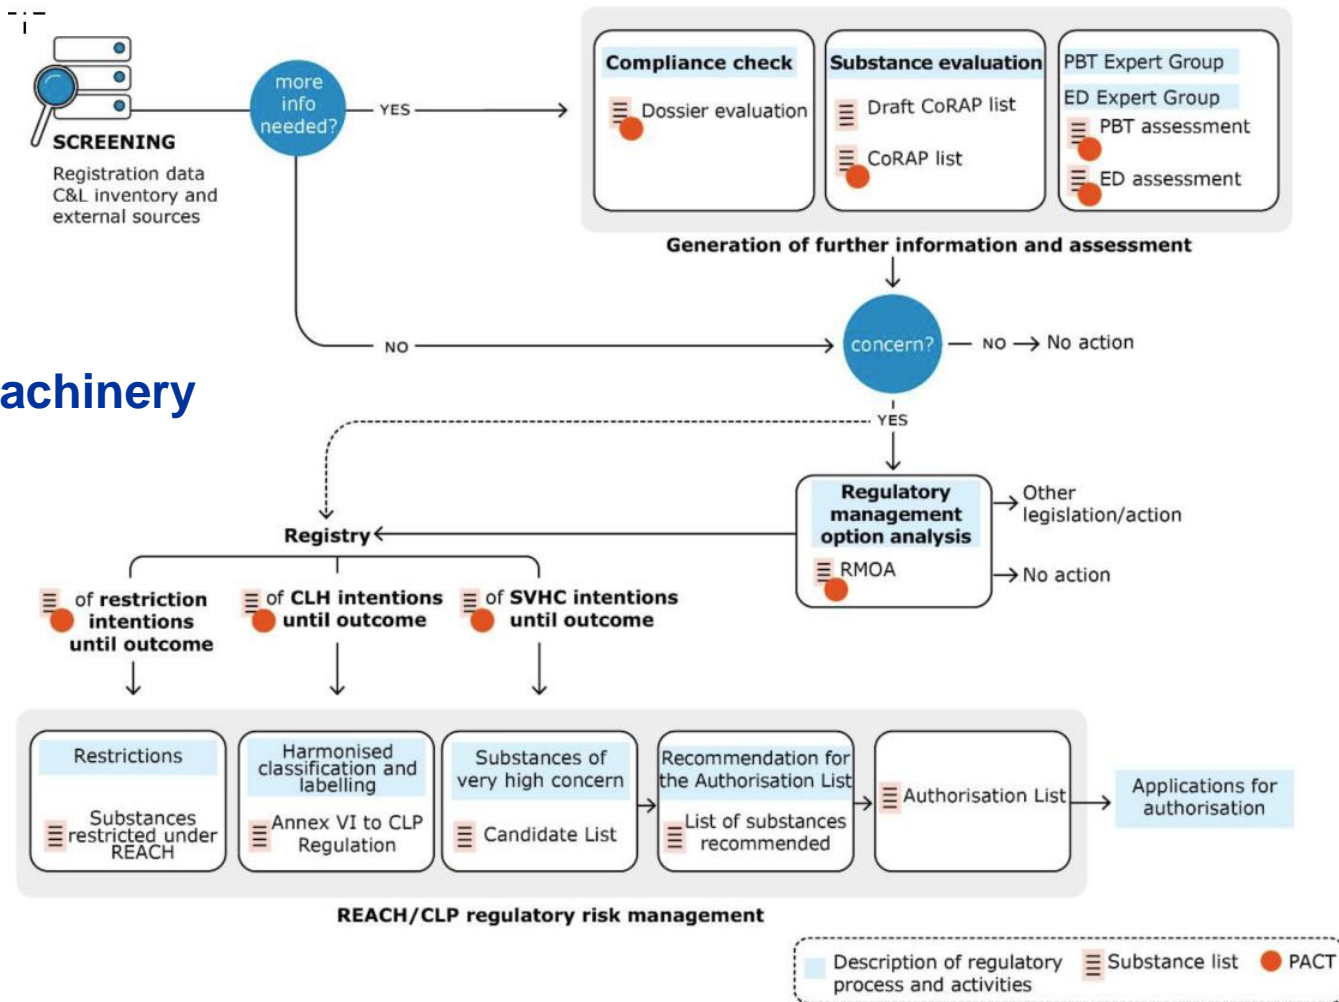 more
info
needed?
YES
SCREENING
Registration data
C&L inventory and
external sources
Compliance check
Dossier evaluation
Substance evaluation
Draft CoRAP list
CoRAP list
PBT Expert Group
ED Expert Group
PBT assessment
ED assessment
Generation of further information and assessment
NO
concern?
NO
No action
achinery
YES
Regulatory
management
option analysis
RMOA
Other
legislation/action
No action
Registry
of restriction
intentions
until outcome
of CLH intentions
until outcome
of SVHC intentions
until outcome
Restrictions
Substances
restricted under
REACH
Harmonised
classification and
labelling
Annex VI to CLP
Regulation
Substances of
very high concern
Candidate List
Recommendation for
the Authorisation List
List of substances
recommended
Authorisation List
Applications for
authorisation
REACH/CLP regulatory risk management
Description of regulatory
process and activities
Substance list
PACT